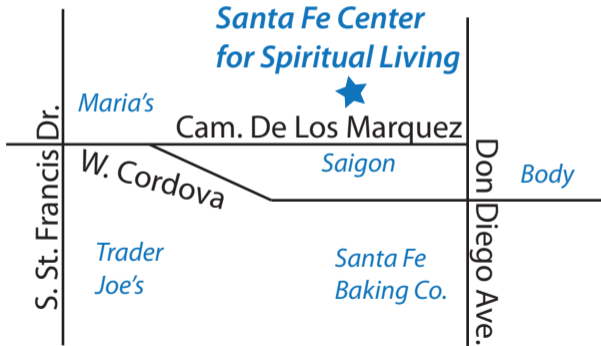 Santa Fe Center
for Spiritual Living
Maria's
Cam. De Los Marquez
S. St. Francis Dr.
W. Cordova
Saigon
Don Diego Ave.
Body
Trader
Joe's
Santa Fe
Baking Co.